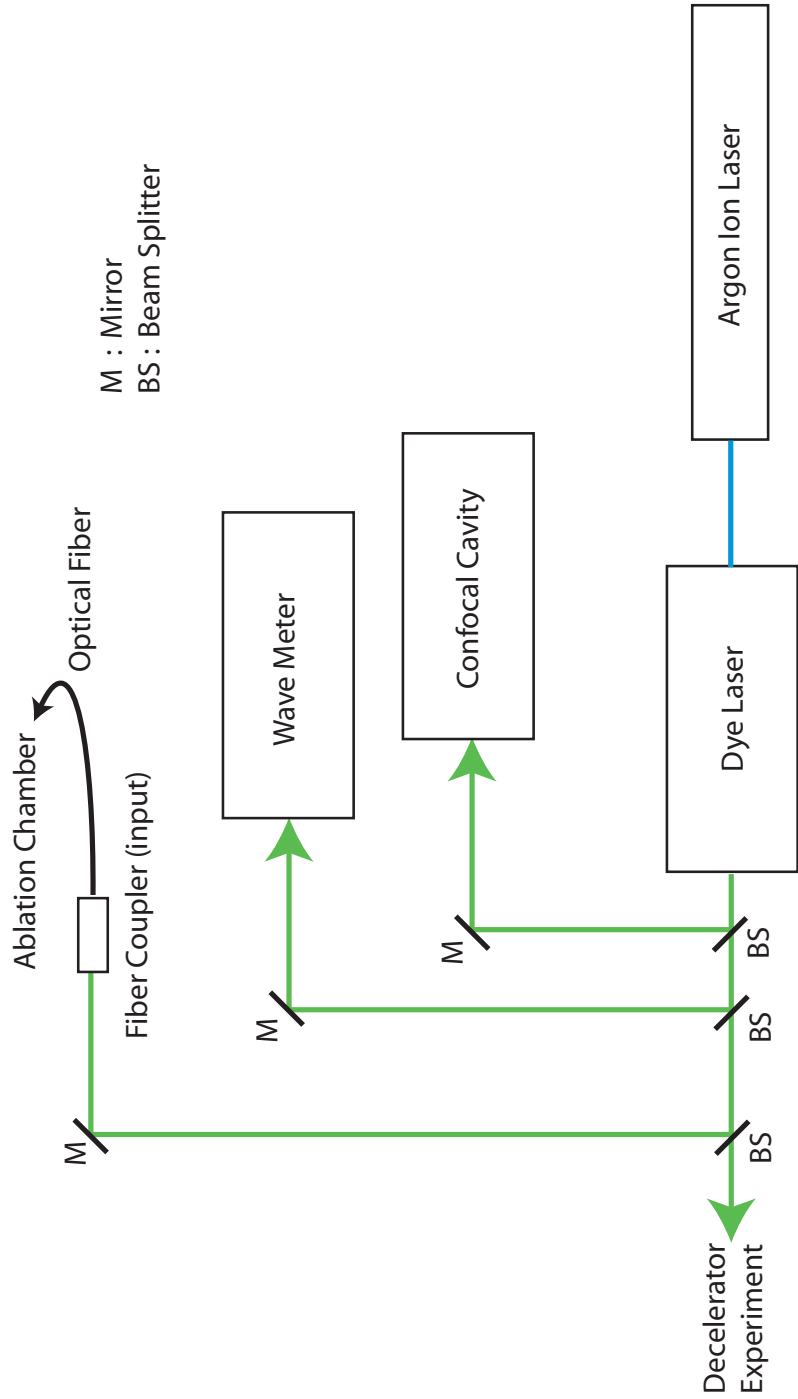 Ablation Chamber
Optical Fiber
Fiber Coupler (input)
M : Mirror
BS : Beam Splitter
M
M
M
Wave Meter
Confocal Cavity
Dye Laser
Argon Ion Laser
BS
BS
BS
Decelerator
Experiment